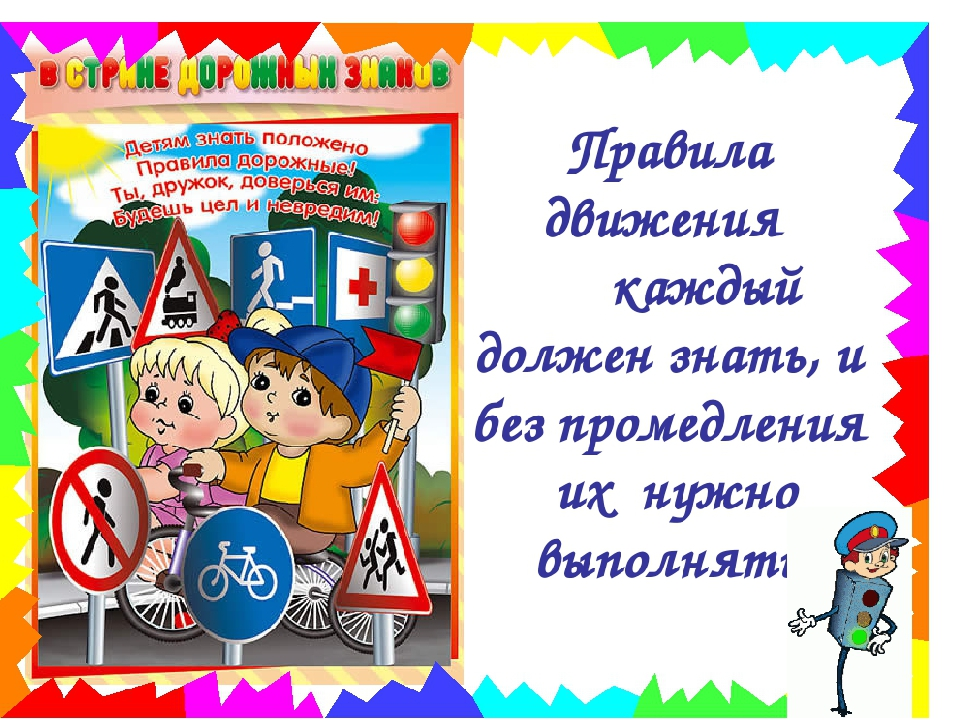 В СТРАНЕ ДОРОЖНЫХ ЗНАКОВ
Детям знать положено
Правила дорожные!
Ты, дружок, доверься им:
Будешь цел и невредим!
Правила
движения
каждый
должен знать, и
без промедления
их нужно
выполнять